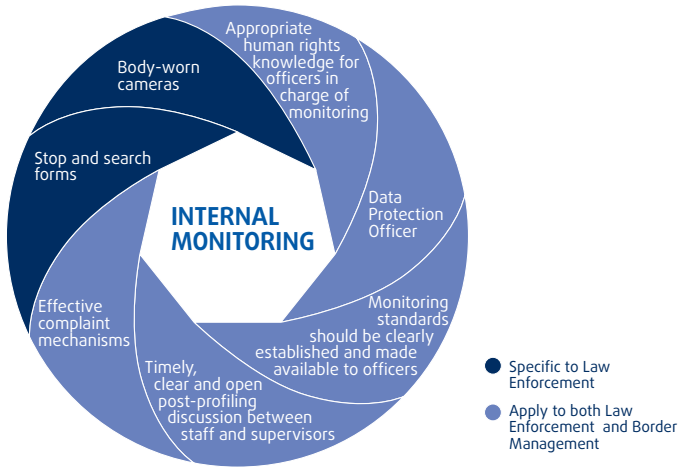 Appropriate
human rights
knowledge for
officers in
charge of
monitoring
Body-worn
cameras
Stop and search
forms
INTERNAL
MONITORING
Data
Protection
Officer
Effective
complaint
mechanisms
Monitoring
standards
should be clearly
established and made
available to officers
Timely,
clear and open
post-profiling
discussion between
staff and supervisors
Specific to Law
Enforcement
Apply to both Law
Enforcement and Border
Management